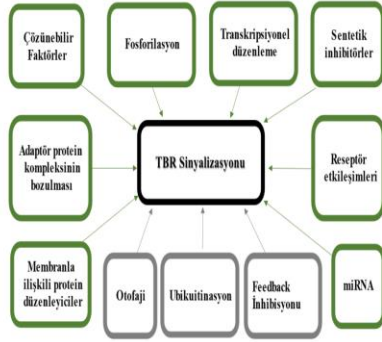 Çözünebilir
Faktörler
Fosforilasyon
Transkripsiyonel
düzenleme
Sentetik
inhibitörler
Adaptör protein
kompleksinin
bozulması
TBR Sinyalizasyonu
Reseptör
etkileşimleri
Membranla
ilişkili protein
düzenleyiciler
Otofaji
Ubikuitinasyon
Feedback
İnhibisyonu
miRNA